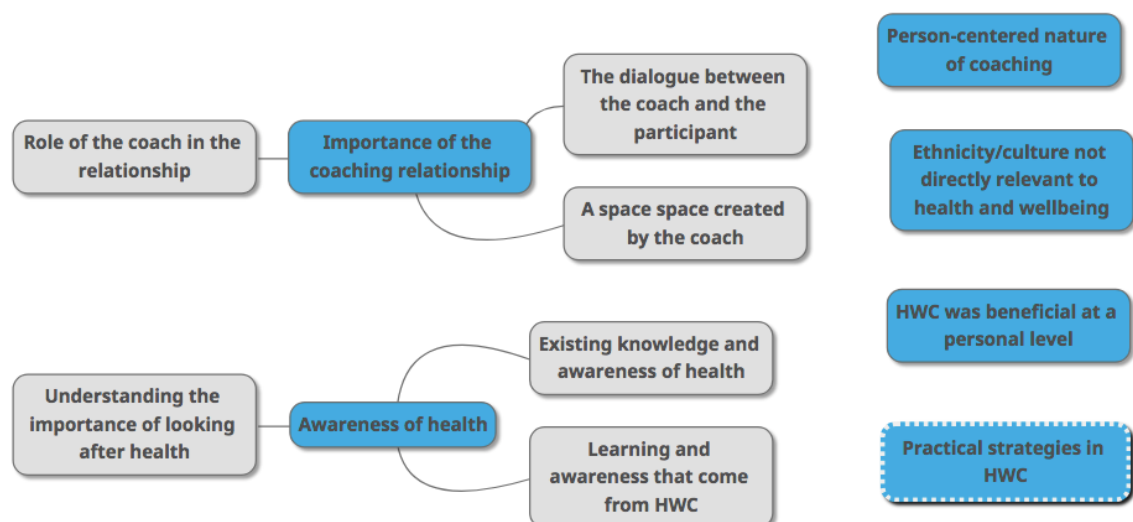 Person-centered nature
of coaching
The dialogue between
the coach and the
participant
Role of the coach in the
relationship
Importance of the
coaching relationship
Ethnicity/culture not
directly relevant to
health and wellbeing
A space space created
by the coach
HWC was beneficial at a
personal level
Existing knowledge and
awareness of health
Understanding the
importance of looking
after health
Awareness of health
Learning and
awareness that come
from HWC
Practical strategies in
HWC